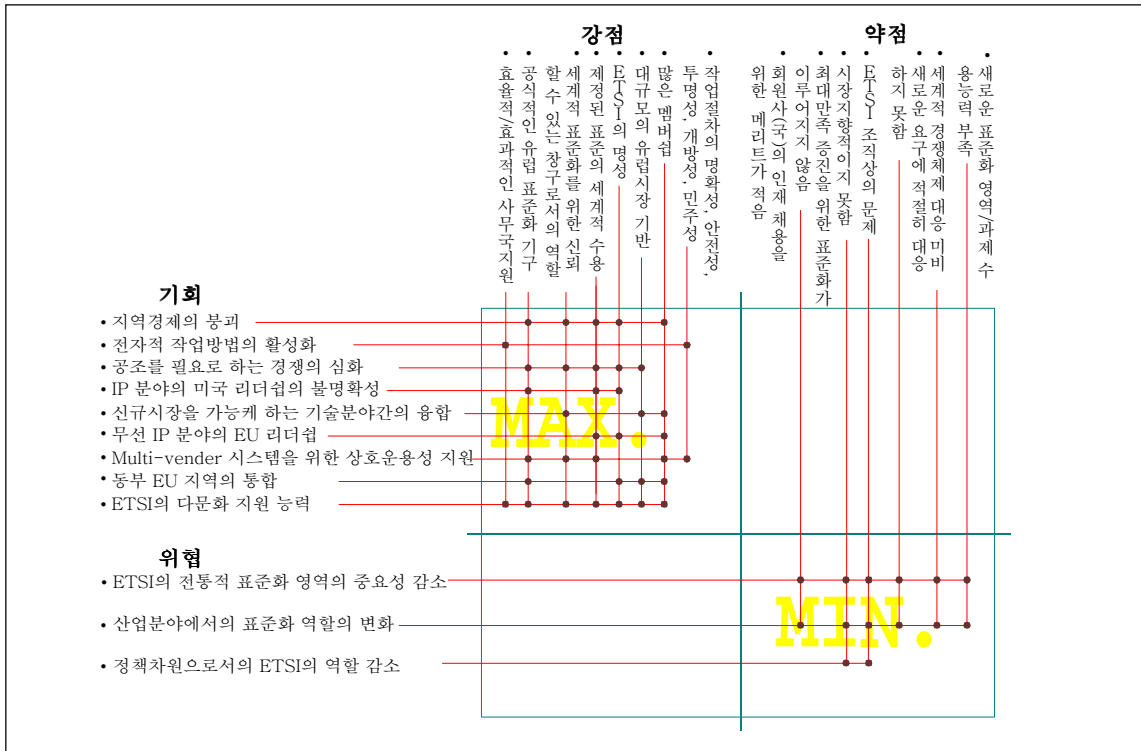 강점
• 작업절차의 명확성, 안전성,
투명성, 개방성, 민주성
• 많은 멤버쉽
• 대규모의 유럽시장 기반
• ETSI의 명성
• 제정된 표준의 세계적 수용
• 세계적 표준화를 위한 신뢰
할 수 있는 창구로서의 역할
• 공식적인 유럽 표준화 기구
• 효율적/효과적인 사무국지원
약점
• 새로운 표준화 영역/과제 수
용능력 부족
• 세계적 경쟁체제 대응 미비
• 새로운 요구에 적절히 대응
하지 못함
• ETSI 조직상의 문제
• 시장지향적이지 못함
• 최대만족 증진을 위한 표준화가
이루어지지 않음
• 회원사(국)의 인재 채용을
위한 메리트가 적음
기회
• 지역경제의 붕괴
• 전자적 작업방법의 활성화
• 공조를 필요로 하는 경쟁의 심화
• IP 분야의 미국 리더쉽의 불명확성
• 신규시장을 가능케 하는 기술분야간의 융합
• 무선 IP 분야의 EU 리더쉽
• Multi-vender 시스템을 위한 상호운용성 지원
• 동부 EU 지역의 통합
• ETSI의 다문화 지원 능력
MAX.
위협
• ETSI의 전통적 표준화 영역의 중요성 감소
• 산업분야에서의 표준화 역할의 변화
• 정책차원으로서의 ETSI의 역할 감소
MIN.